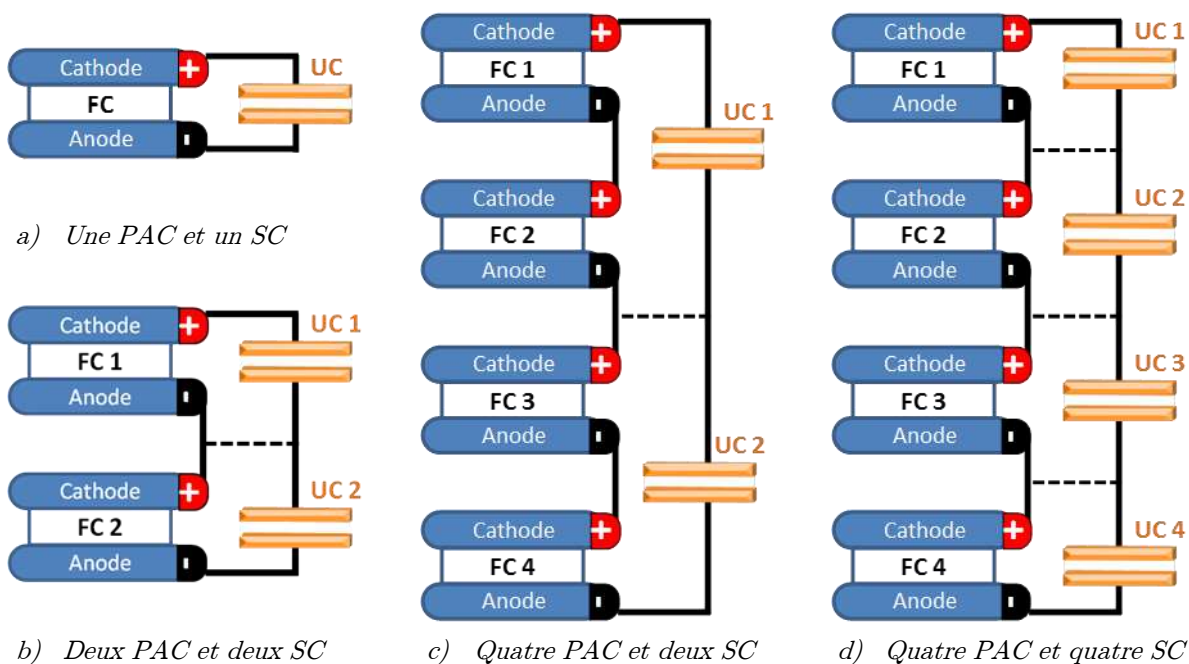 Cathode
+
UC
FC
Anode
-
a) Une PAC et un SC
Cathode
+
UC 1
FC 1
Anode
-
Cathode
+
UC 2
FC 2
Anode
-
b) Deux PAC et deux SC
Cathode
+
FC 1
Anode
-
UC 1
Cathode
+
FC 2
Anode
-
Cathode
+
FC 3
Anode
-
UC 2
Cathode
+
FC 4
Anode
-
c) Quatre PAC et deux SC
UC 1
Cathode
+
FC 1
Anode
-
UC 2
Cathode
+
FC 2
Anode
-
UC 3
Cathode
+
FC 3
Anode
-
UC 4
Cathode
+
FC 4
Anode
-
d) Quatre PAC et quatre SC